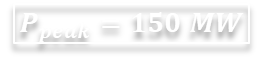 P_peak = 150 MW